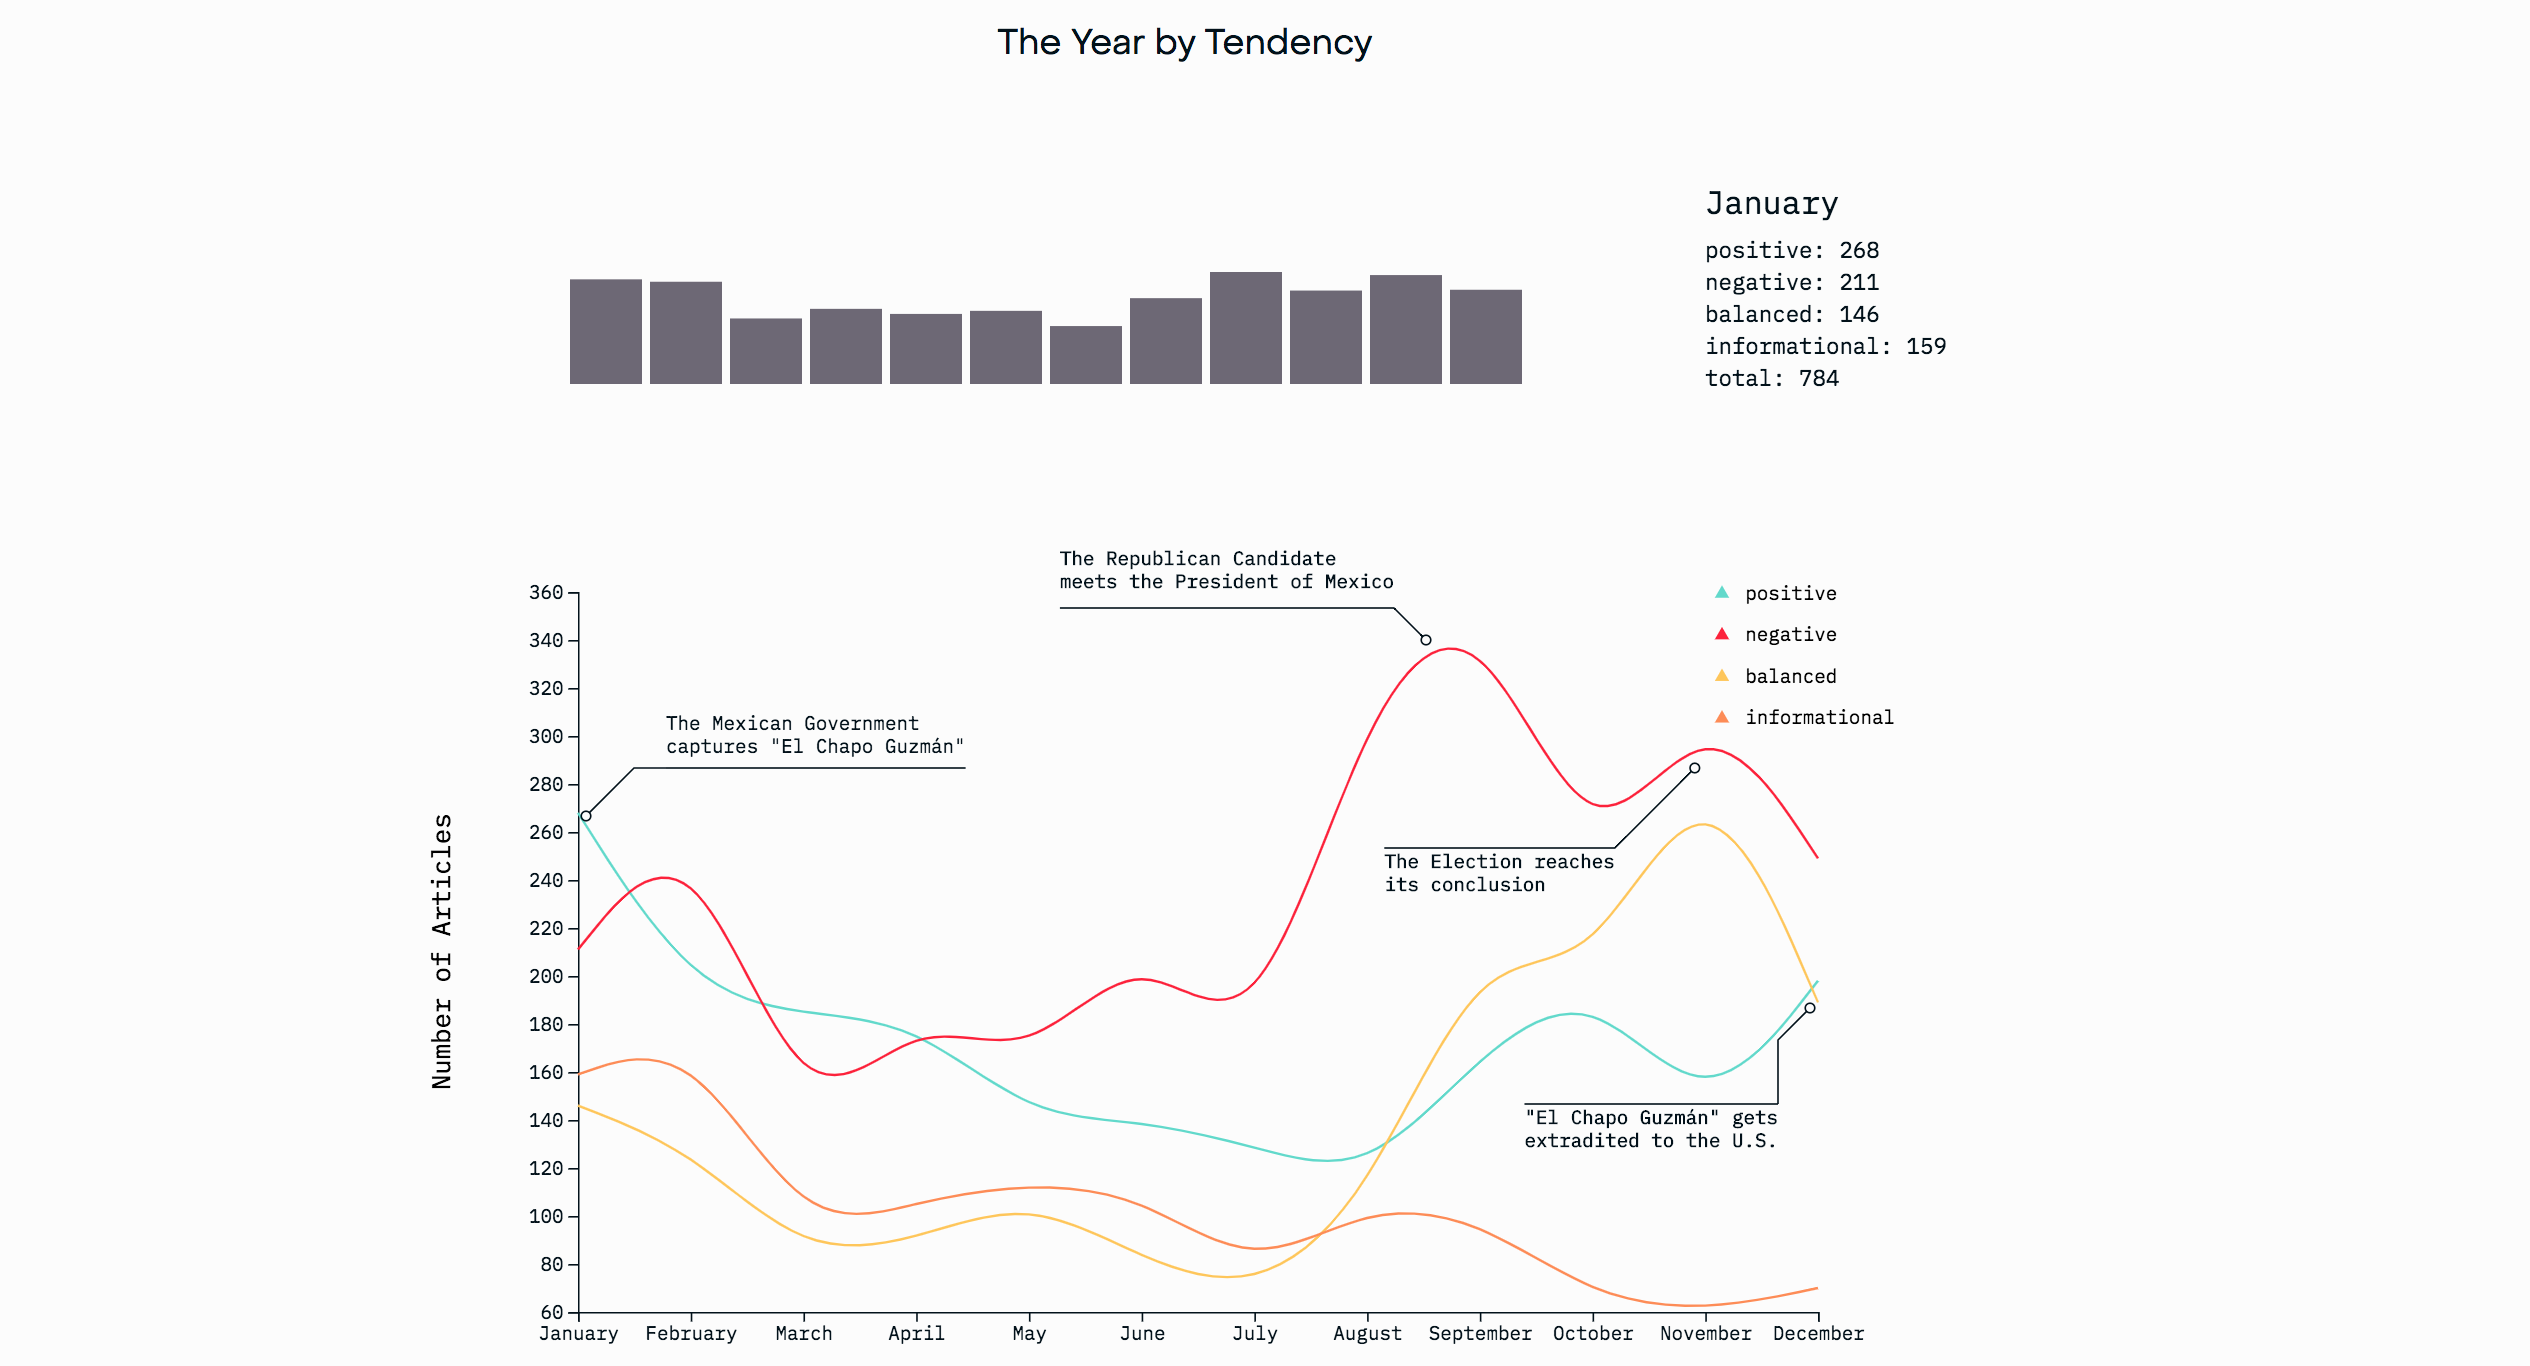 The Year by Tendency
January
positive: 268
negative: 211
balanced: 146
informational: 159
total: 784
The Republican Candidate
meets the President of Mexico
The Mexican Government
captures "El Chapo Guzmán"
The Election reaches
its conclusion
"El Chapo Guzmán" gets
extradited to the U.S.
positive
negative
balanced
informational
Number of Articles
360
340
320
300
280
260
240
220
200
180
160
140
120
100
80
60
January February March April May June July August September October November December